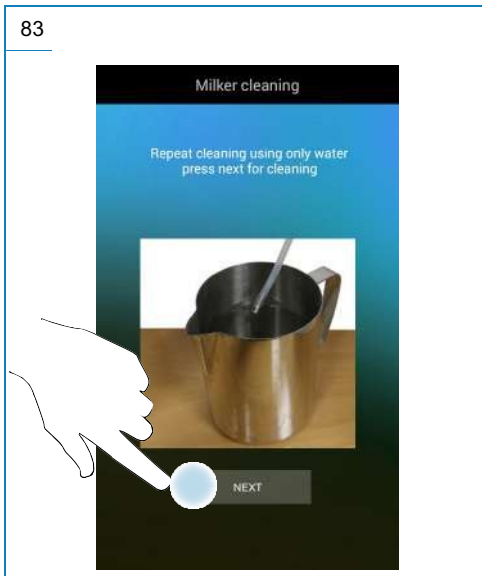 83
Milker cleaning
Repeat cleaning using only water
press next for cleaning
NEXT